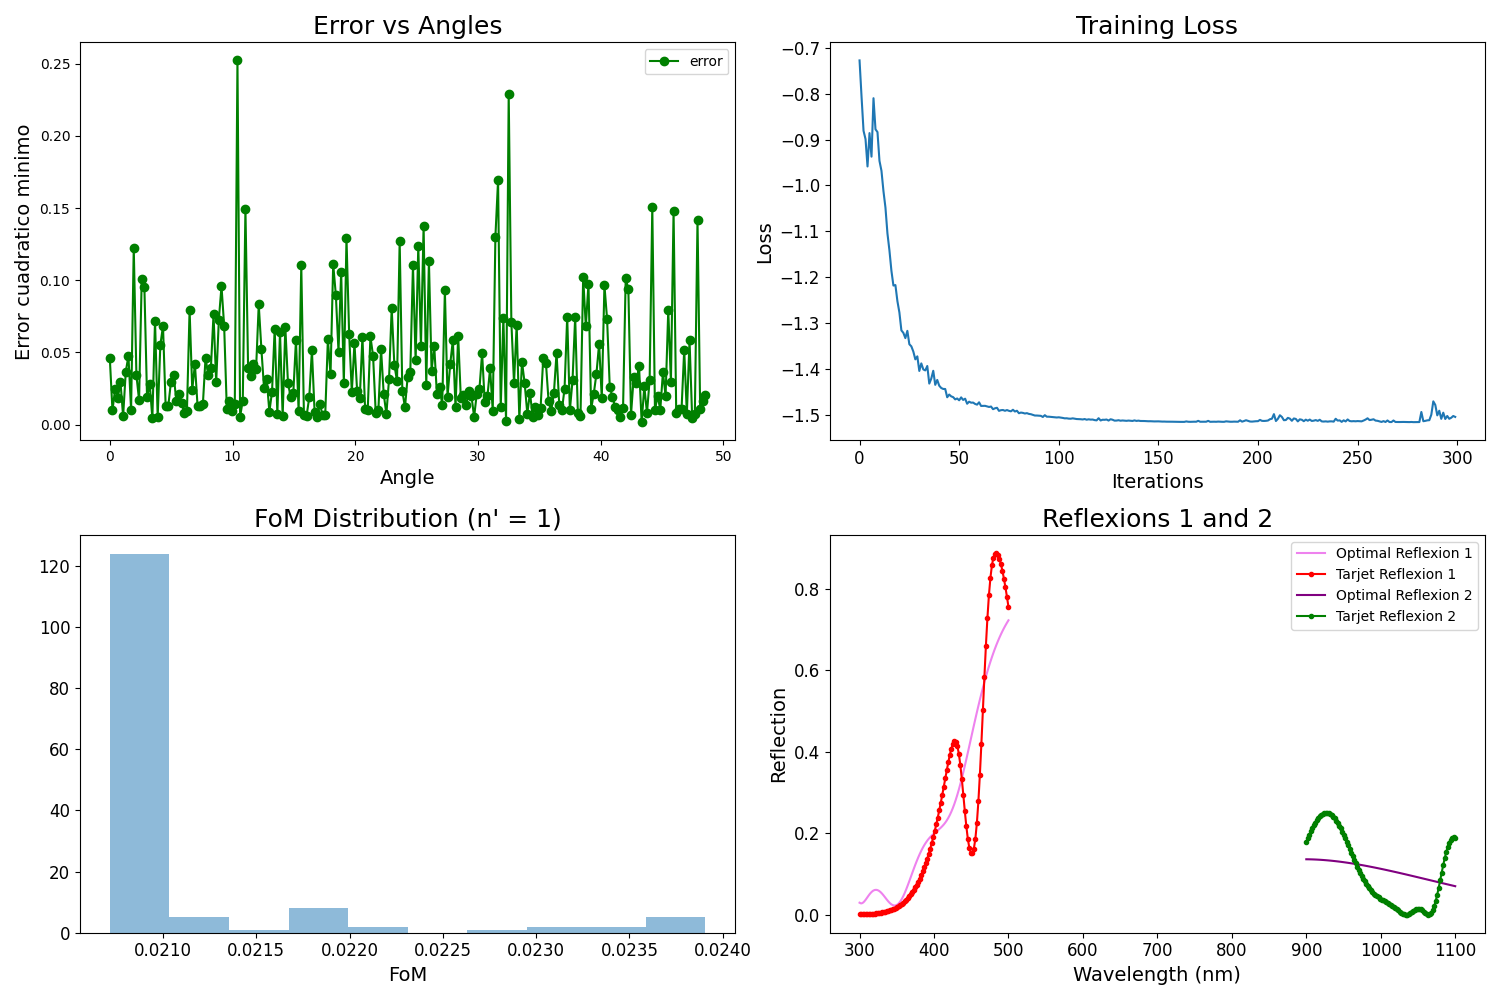 Error vs Angles
error
Error cuadratico minimo
0.25
0.20
0.15
0.10
0.05
0.00
0 10 20 30 40 50
Angle
Training Loss
Loss
−0.7
−0.8
−0.9
−1.0
−1.1
−1.2
−1.3
−1.4
−1.5
0 50 100 150 200 250 300
Iterations
FoM Distribution (n' = 1)
120
100
80
60
40
20
0
0.0210 0.0215 0.0220 0.0225 0.0230 0.0235 0.0240
FoM
Reflexions 1 and 2
Optimal Reflexion 1
Tarjet Reflexion 1
Optimal Reflexion 2
Tarjet Reflexion 2
Reflection
0.8
0.6
0.4
0.2
0.0
300 400 500 600 700 800 900 1000 1100
Wavelength (nm)